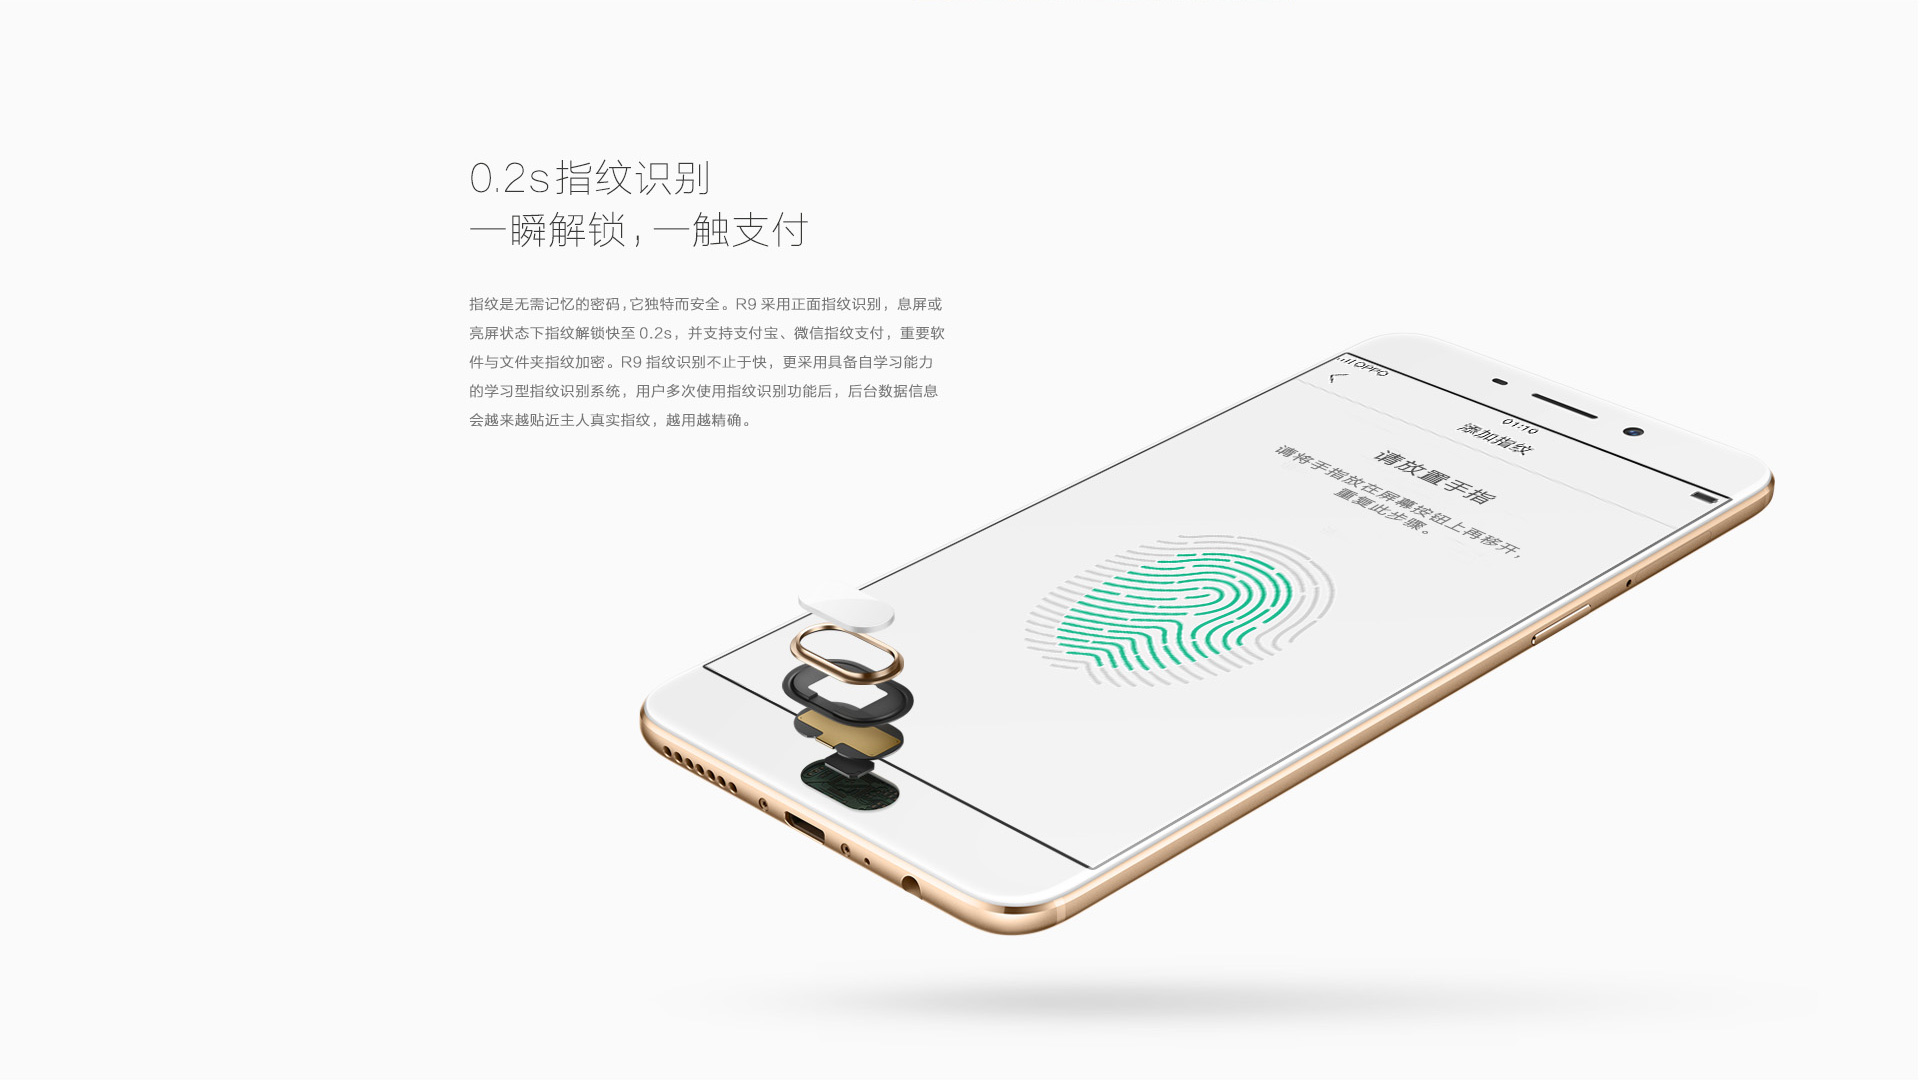 0.2s指纹识别
一瞬解锁，一触支付
指纹是无需记忆的密码，它独特而安全。R9 采用正面指纹识别，息屏或
亮屏状态下指纹解锁快至 0.2s，并支持支付宝、微信指纹支付，重要软
件与文件夹指纹加密。R9 指纹识别不止于快，更采用具备自学习能力
的学习型指纹识别系统，用户多次使用指纹识别功能后，后台数据信息
会越来越贴近主人真实指纹，越用越精确。
OPPO
01:10
添加指纹
请放置手指
请将手指放在屏幕按钮上再移开，
重复此步骤。